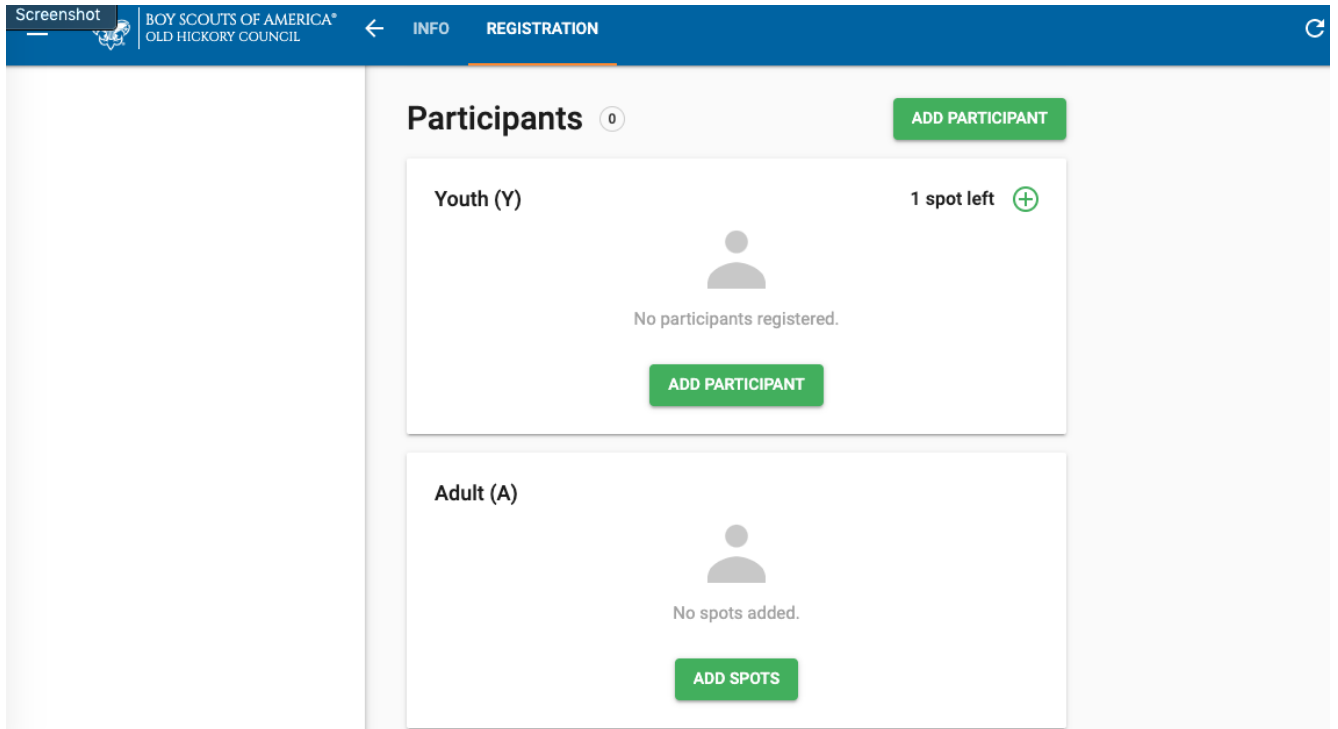 Screenshot
BOY SCOUTS OF AMERICA®
OLD HICKORY COUNCIL
INFO
REGISTRATION
Participants 0
ADD PARTICIPANT
Youth (Y)
1 spot left
No participants registered.
ADD PARTICIPANT
Adult (A)
No spots added.
ADD SPOTS